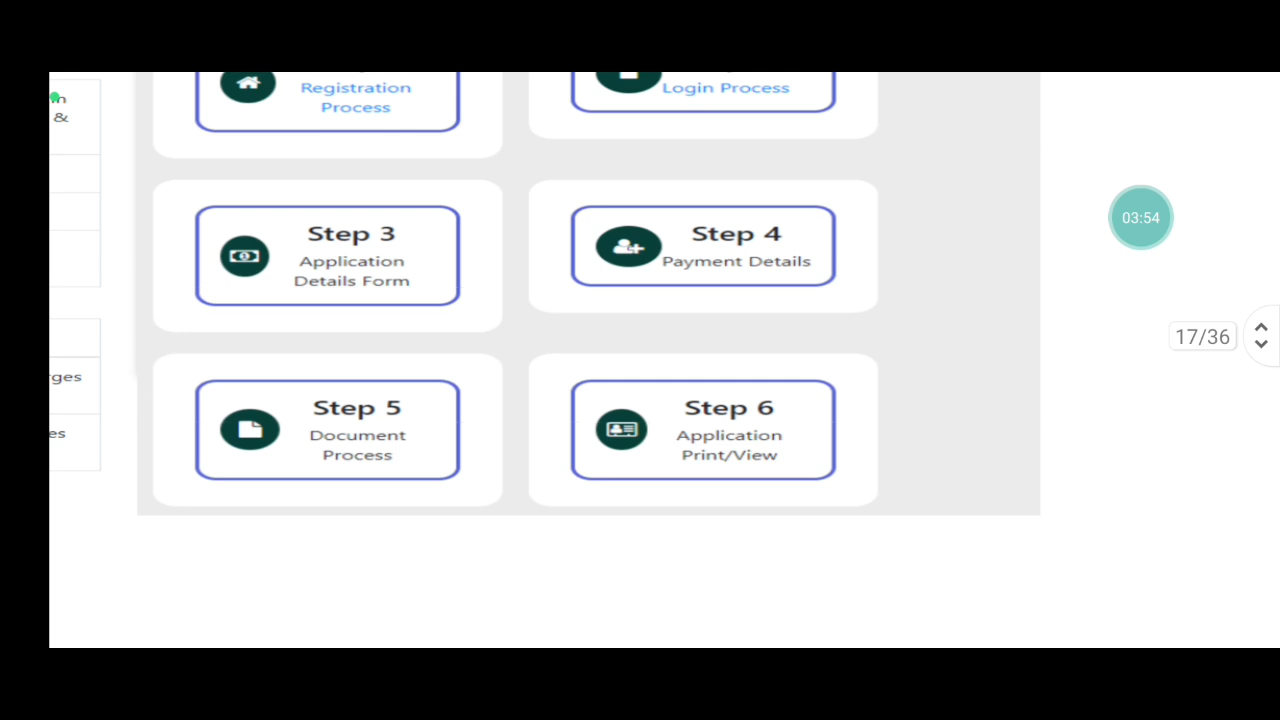 &
Registration
Process
Login Process
Step 3
Application
Details Form
Step 4
Payment Details
Step 5
Document
Process
Step 6
Application
Print/View
03:54
17/36